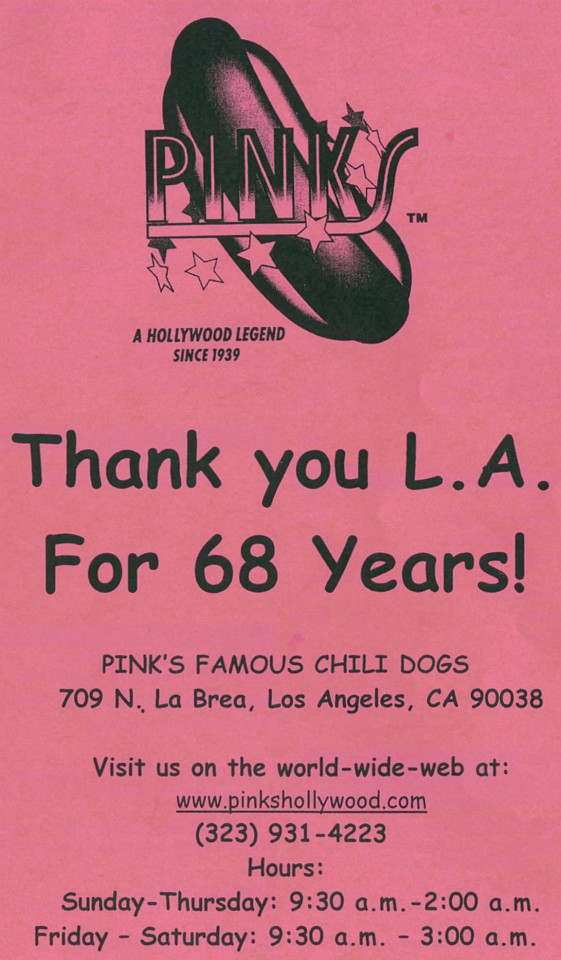 PINK'S ™
A HOLLYWOOD LEGEND
SINCE 1939
Thank you L.A.
For 68 Years!
PINK'S FAMOUS CHILI DOGS
709 N. La Brea, Los Angeles, CA 90038
Visit us on the world-wide-web at:
www.pinkshollywood.com
(323) 931-4223
Hours:
Sunday-Thursday: 9:30 a.m.-2:00 a.m.
Friday - Saturday: 9:30 a.m. - 3:00 a.m.